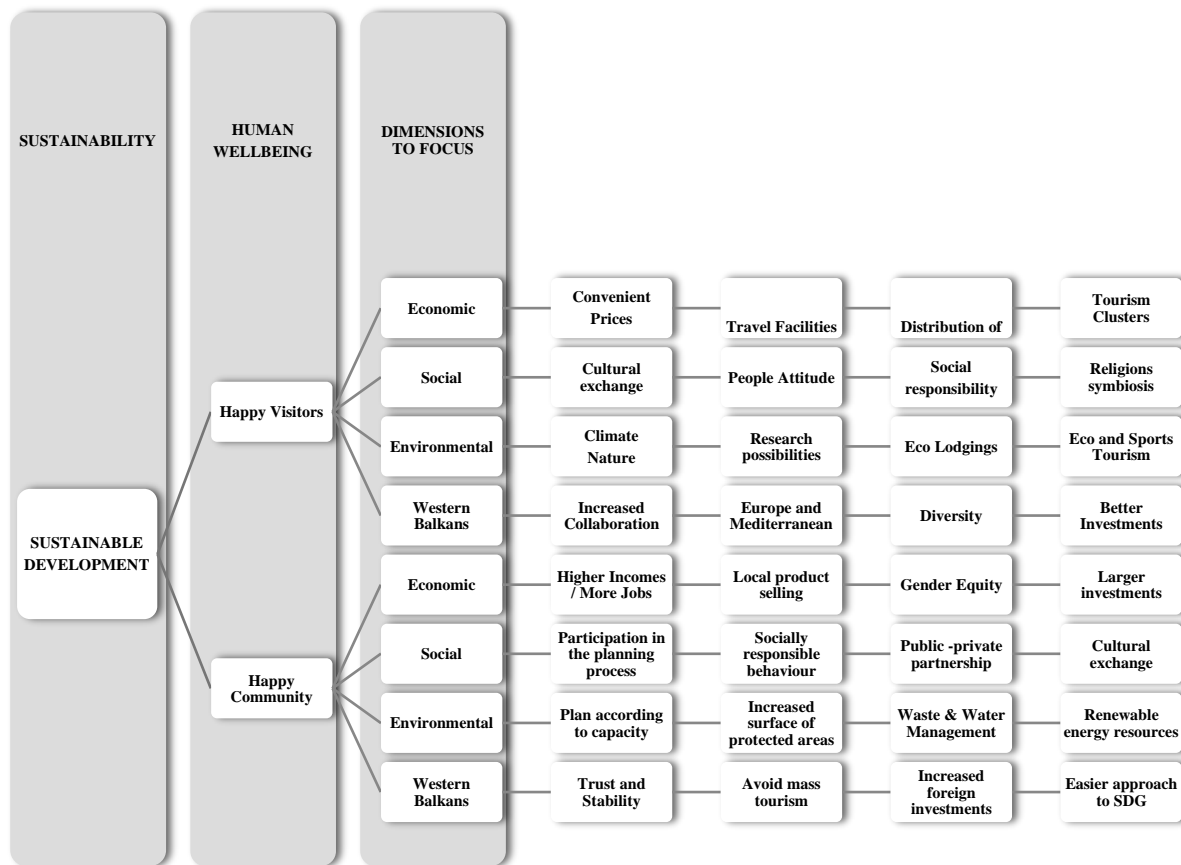 SUSTAINABILITY
HUMAN
WELLBEING
DIMENSIONS
TO FOCUS
SUSTAINABLE
DEVELOPMENT
Happy Visitors
Economic
Convenient
Prices
Travel Facilities
Distribution of
Tourism
Clusters
Social
Cultural
exchange
People Attitude
Social
responsibility
Religions
symbiosis
Environmental
Climate
Nature
Research
possibilities
Eco Lodgings
Eco and Sports
Tourism
Western
Balkans
Increased
Collaboration
Europe and
Mediterranean
Diversity
Better
Investments
Happy
Community
Economic
Higher Incomes
/ More Jobs
Local product
selling
Gender Equity
Larger
investments
Social
Participation in
the planning
process
Socially
responsible
behaviour
Public -private
partnership
Cultural
exchange
Environmental
Plan according
to capacity
Increased
surface of
protected areas
Waste & Water
Management
Renewable
energy resources
Western
Balkans
Trust and
Stability
Avoid mass
tourism
Increased
foreign
investments
Easier approach
to SDG